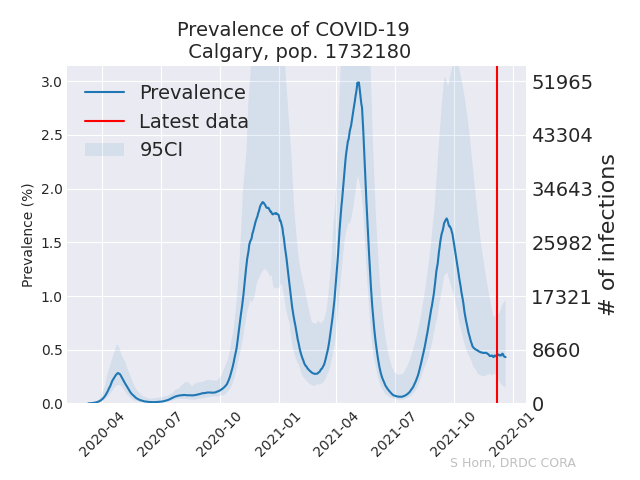 Prevalence of COVID-19
Calgary, pop. 1732180
Prevalence
Latest data
95CI
Prevalence (%)
3.0
2.5
2.0
1.5
1.0
0.5
0.0
51965
43304
34643
25982
17321
8660
0
# of infections
2020-04
2020-07
2020-10
2021-01
2021-04
2021-07
2021-10
2022-01
S Horn, DRDC CORA